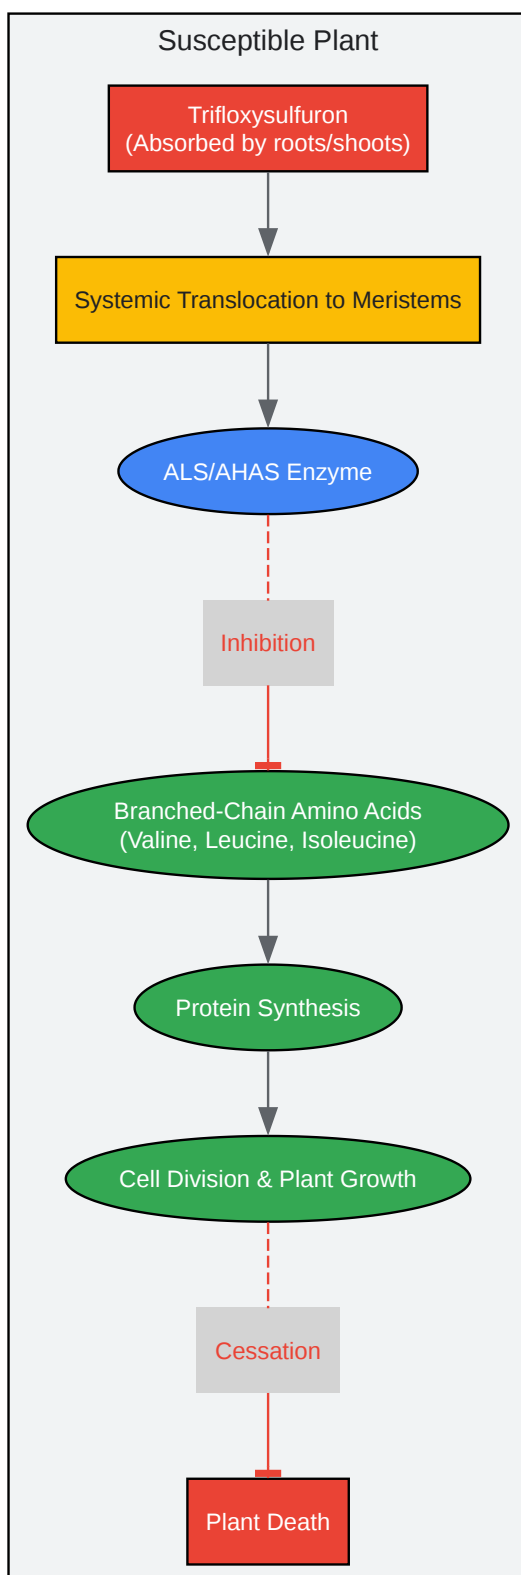 Susceptible Plant
Trifloxysulfuron
(Absorbed by roots/shoots)
Systemic Translocation to Meristems
ALS/AHAS Enzyme
Inhibition
Branched-Chain Amino Acids
(Valine, Leucine, Isoleucine)
Protein Synthesis
Cell Division & Plant Growth
Cessation
Plant Death